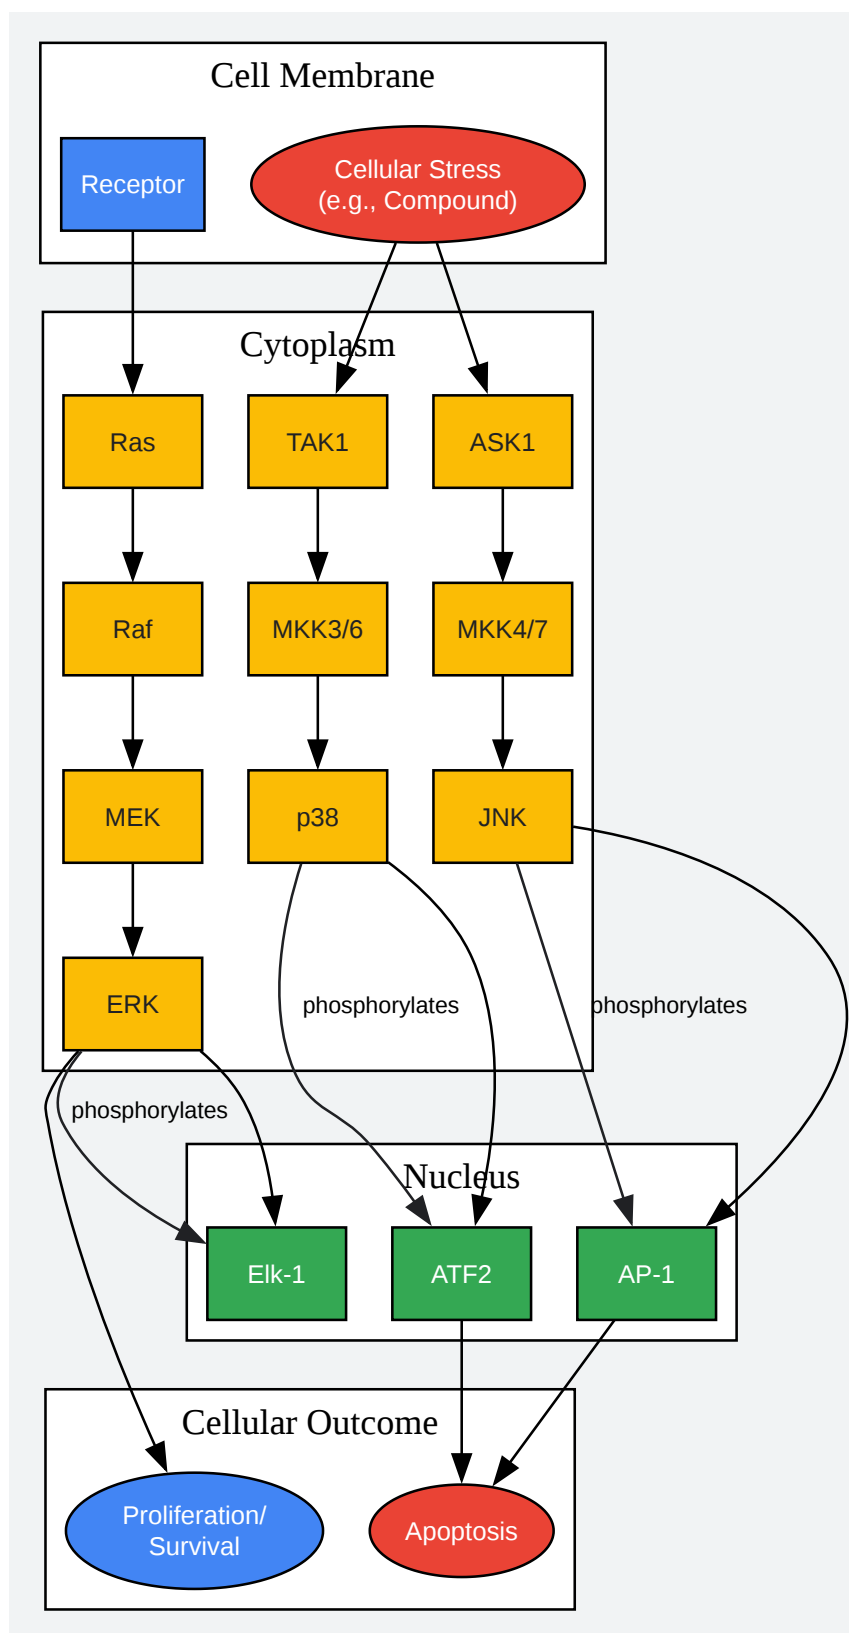 Cell Membrane
Receptor
Cellular Stress
(e.g., Compound)
Cytoplasm
Ras
TAK1
ASK1
Raf
MKK3/6
MKK4/7
MEK
p38
JNK
ERK
phosphorylates
phosphorylates
phosphorylates
Nucleus
Elk-1
ATF2
AP-1
Cellular Outcome
Proliferation/
Survival
Apoptosis